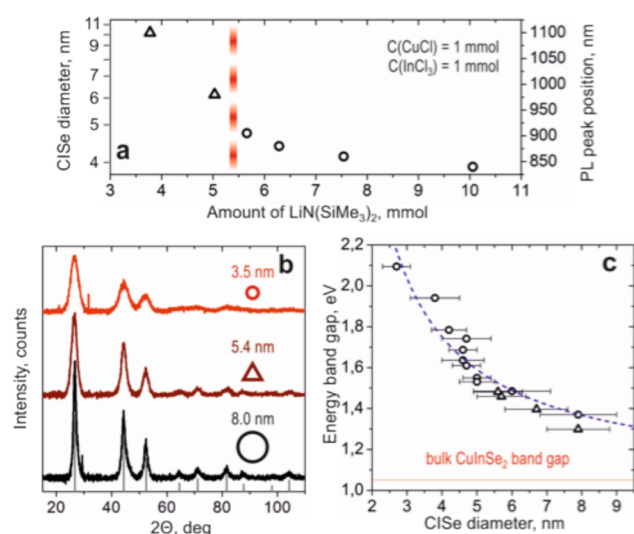 CISe diameter, nm
11
10
9
8
7
6
5
4
C(CuCl) = 1 mmol
C(InCl₃) = 1 mmol
a
1100
1050
1000
950
900
850
PL peak position, nm
3 4 5 6 7 8 9 10 11
Amount of LiN(SiMe₃)₂, mmol
Intensity, counts
b
3.5 nm
5.4 nm
8.0 nm
20 40 60 80 100
2Θ, deg
Energy band gap, eV
c
2,2
2,0
1,8
1,6
1,4
1,2
1,0
bulk CuInSe₂ band gap
2 3 4 5 6 7 8 9
CISe diameter, nm